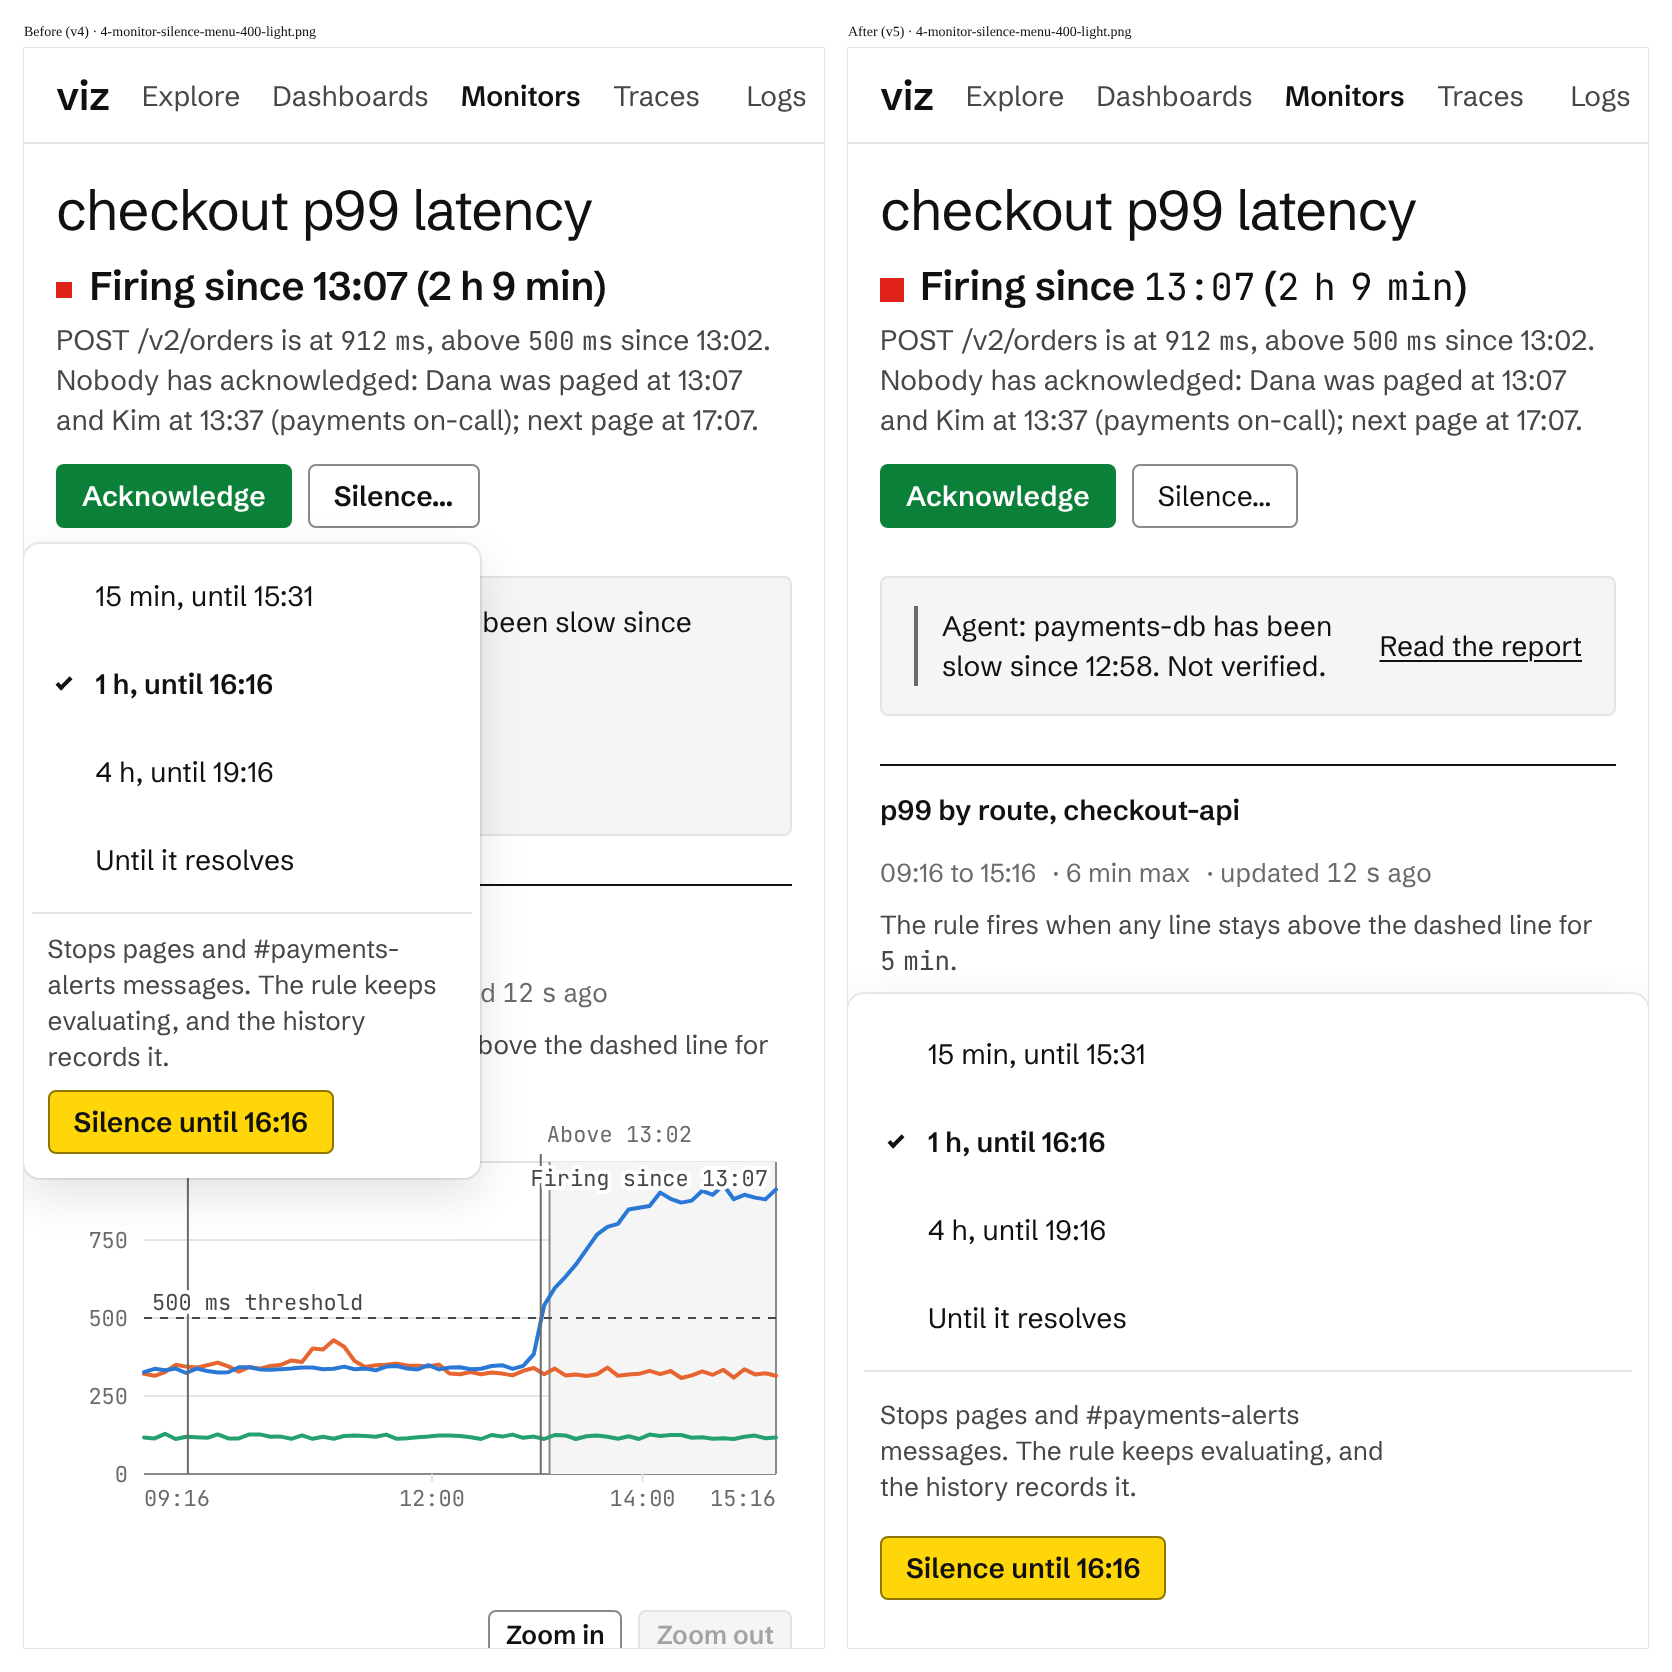 Before (v4) · 4-monitor-silence-menu-400-light.png
viz Explore Dashboards Monitors Traces Logs
checkout p99 latency
Firing since 13:07 (2 h 9 min)
POST /v2/orders is at 912 ms, above 500 ms since 13:02.
Nobody has acknowledged: Dana was paged at 13:07
and Kim at 13:37 (payments on-call); next page at 17:07.
Acknowledge Silence...
15 min, until 15:31
been slow since
1 h, until 16:16
4 h, until 19:16
Until it resolves
Stops pages and #payments-
alerts messages. The rule keeps
evaluating, and the history
records it.
Silence until 16:16
d 12 s ago
bove the dashed line for
Above 13:02
Firing since 13:07
750
500 ms threshold
500
250
0
09:16 12:00 14:00 15:16
Zoom in Zoom out
After (v5) · 4-monitor-silence-menu-400-light.png
viz Explore Dashboards Monitors Traces Logs
checkout p99 latency
Firing since 13:07 (2 h 9 min)
POST /v2/orders is at 912 ms, above 500 ms since 13:02.
Nobody has acknowledged: Dana was paged at 13:07
and Kim at 13:37 (payments on-call); next page at 17:07.
Acknowledge Silence...
Agent: payments-db has been
slow since 12:58. Not verified.
Read the report
p99 by route, checkout-api
09:16 to 15:16 · 6 min max · updated 12 s ago
The rule fires when any line stays above the dashed line for
5 min.
15 min, until 15:31
1 h, until 16:16
4 h, until 19:16
Until it resolves
Stops pages and #payments-alerts
messages. The rule keeps evaluating, and
the history records it.
Silence until 16:16